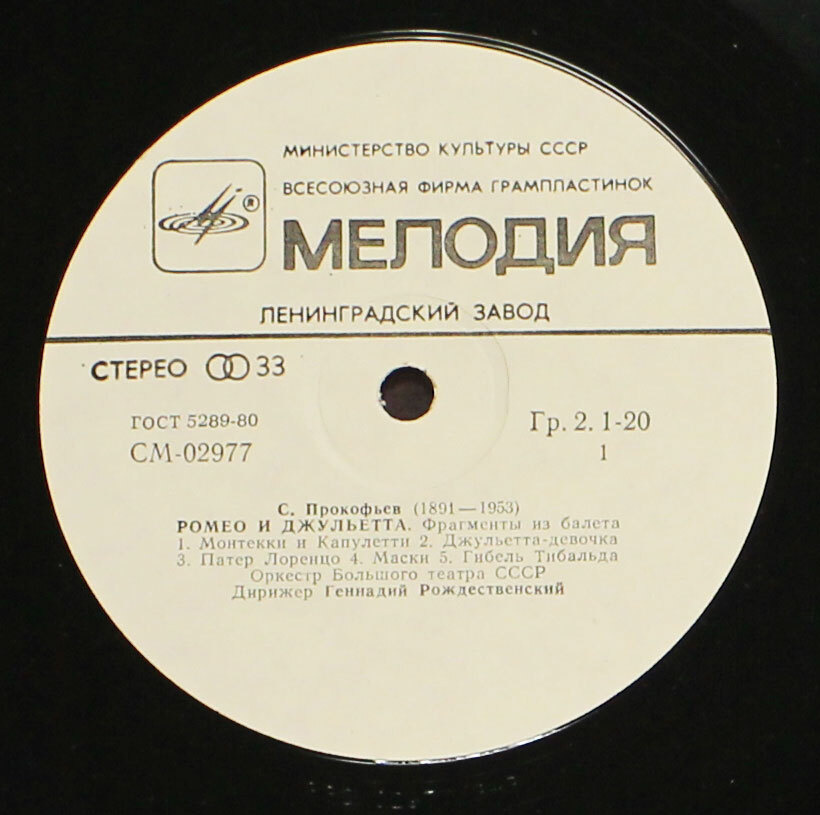 МИНИСТЕРСТВО КУЛЬТУРЫ СССР
ВСЕСОЮЗНАЯ ФИРМА ГРАМПЛАСТИНОК
®
МЕЛОДИЯ
ЛЕНИНГРАДСКИЙ ЗАВОД
СТЕРЕО 33
ГОСТ 5289-80
СМ-02977
Гр. 2. 1-20
1
С. Прокофьев (1891—1953)
РОМЕО И ДЖУЛЬЕТТА. Фрагменты из балета
1. Монтекки и Капулетти 2. Джульетта-девочка
3. Патер Лоренцо 4. Маски 5. Гибель Тибальда
Оркестр Большого театра СССР
Дирижер Геннадий Рождественский